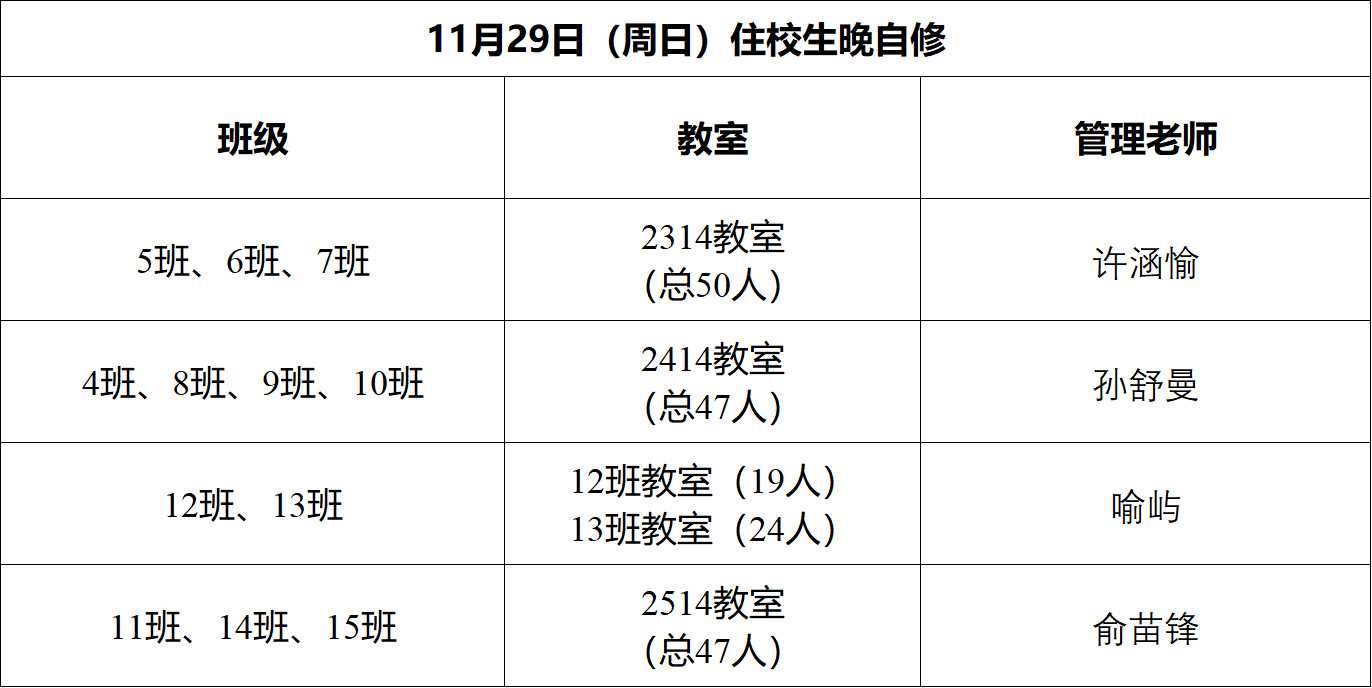 11月29日（周日）住校生晚自修
班级 教室 管理老师
5班、6班、7班 2314教室
（总50人） 许涵愉
4班、8班、9班、10班 2414教室
（总47人） 孙舒曼
12班、13班 12班教室（19人）
13班教室（24人） 喻屿
11班、14班、15班 2514教室
（总47人） 俞苗锋